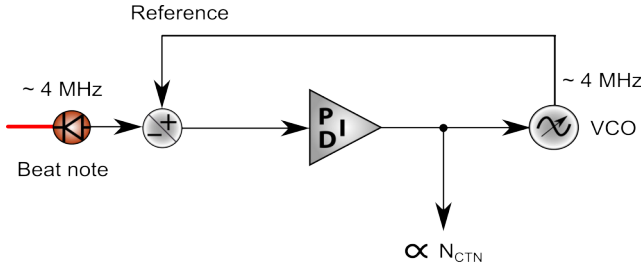 Reference
~ 4 MHz
~ 4 MHz
− +
P I
D
VCO
Beat note
∝ N_CTN